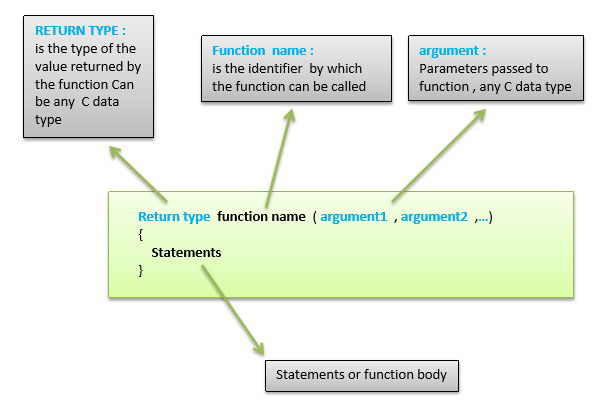 RETURN TYPE :
is the type of the
value returned by
the function Can
be any C data
type
Function name :
is the identifier by which
the function can be called
argument :
Parameters passed to
function , any C data type
Return type function name ( argument1 , argument2 ,...)
{
Statements
}
Statements or function body